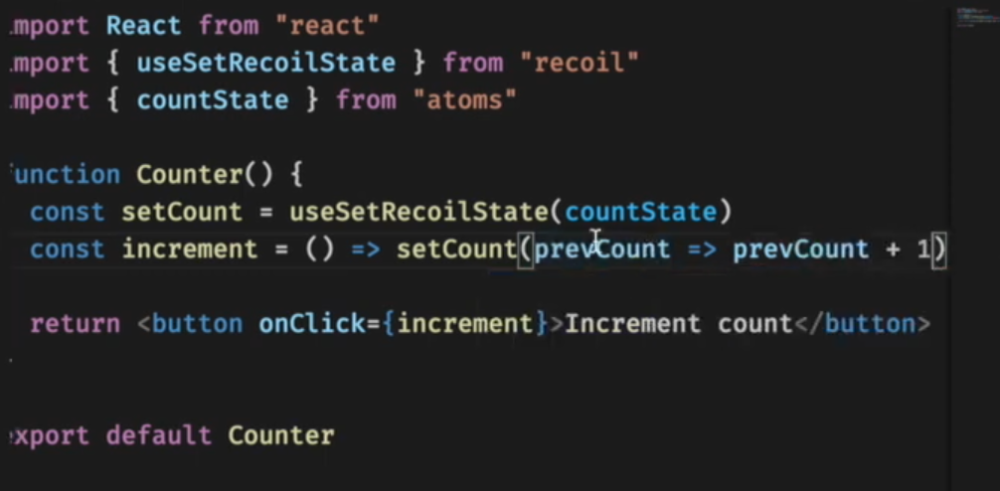 mport React from "react"
mport { useSetRecoilState } from "recoil"
mport { countState } from "atoms"
unction Counter() {
const setCount = useSetRecoilState(countState)
const increment = () => setCount(prevCount => prevCount + 1)
return <button onClick={increment}>Increment count</button>
xport default Counter